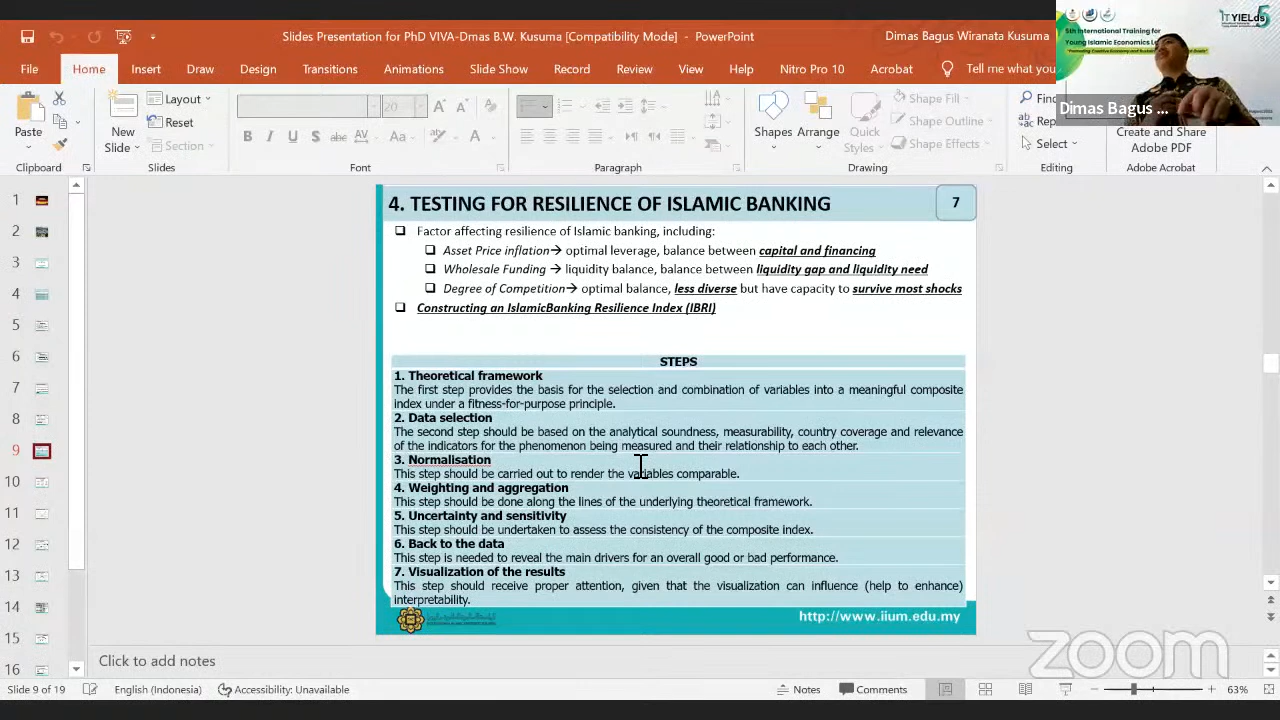 Slides Presentation for PhD VIVA-Dmas B.W. Kusuma [Compatibility Mode] - PowerPoint
Dimas Bagus Wiranata Kusuma
File Home Insert Draw Design Transitions Animations Slide Show Record Review View Help Nitro Pro 10 Acrobat Tell me what you
5th International Training for
Young Islamic Economics
IT YIELds 5
Dimas Bagus ...
Paste
Clipboard
New Slide
Layout
Reset
Section
Slides
20
B I U S abc AV Aa A
Font
Paragraph
Shapes Arrange Quick Styles
Shape Fill
Shape Outline
Shape Effects
Drawing
Find
Select
Editing
Create and Share Adobe PDF
Adobe Acrobat
1
2
3
4
5
6
7
8
9
10
11
12
13
14
15
16
4. TESTING FOR RESILIENCE OF ISLAMIC BANKING
7
Factor affecting resilience of Islamic banking, including:
Asset Price inflation→ optimal leverage, balance between capital and financing
Wholesale Funding → liquidity balance, balance between liquidity gap and liquidity need
Degree of Competition→ optimal balance, less diverse but have capacity to survive most shocks
Constructing an IslamicBanking Resilience Index (IBRI)
STEPS
1. Theoretical framework
The first step provides the basis for the selection and combination of variables into a meaningful composite
index under a fitness-for-purpose principle.
2. Data selection
The second step should be based on the analytical soundness, measurability, country coverage and relevance
of the indicators for the phenomenon being measured and their relationship to each other.
3. Normalisation
This step should be carried out to render the variables comparable.
4. Weighting and aggregation
This step should be done along the lines of the underlying theoretical framework.
5. Uncertainty and sensitivity
This step should be undertaken to assess the consistency of the composite index.
6. Back to the data
This step is needed to reveal the main drivers for an overall good or bad performance.
7. Visualization of the results
This step should receive proper attention, given that the visualization can influence (help to enhance)
interpretability.
http://www.iium.edu.my
Click to add notes
zoom
Slide 9 of 19 English (Indonesia) Accessibility: Unavailable Notes Comments 63%